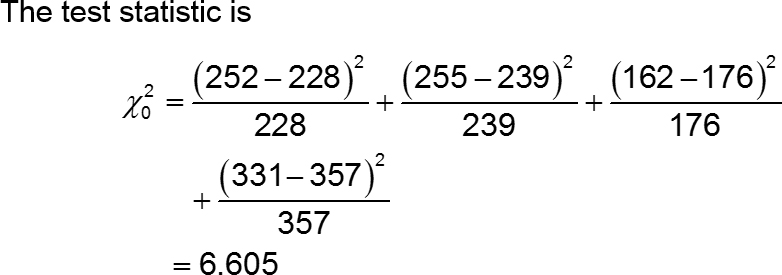 The test statistic is
χ₀² = (252 – 228)²/228 + (255 – 239)²/239 + (162 – 176)²/176
+ (331 – 357)²/357
= 6.605